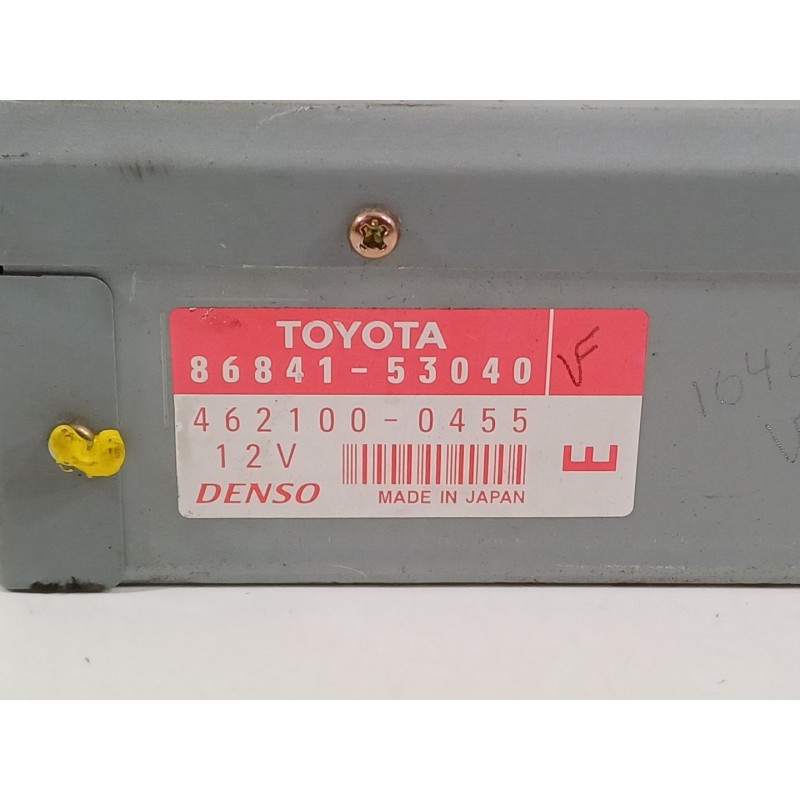 TOYOTA
86841-53040
VF
462100-0455
12V
E
DENSO
MADE IN JAPAN